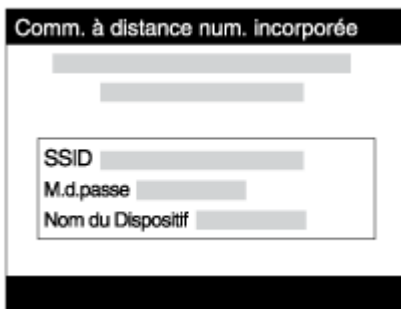 Comm. à distance num. incorporée
SSID
M.d.passe
Nom du Dispositif